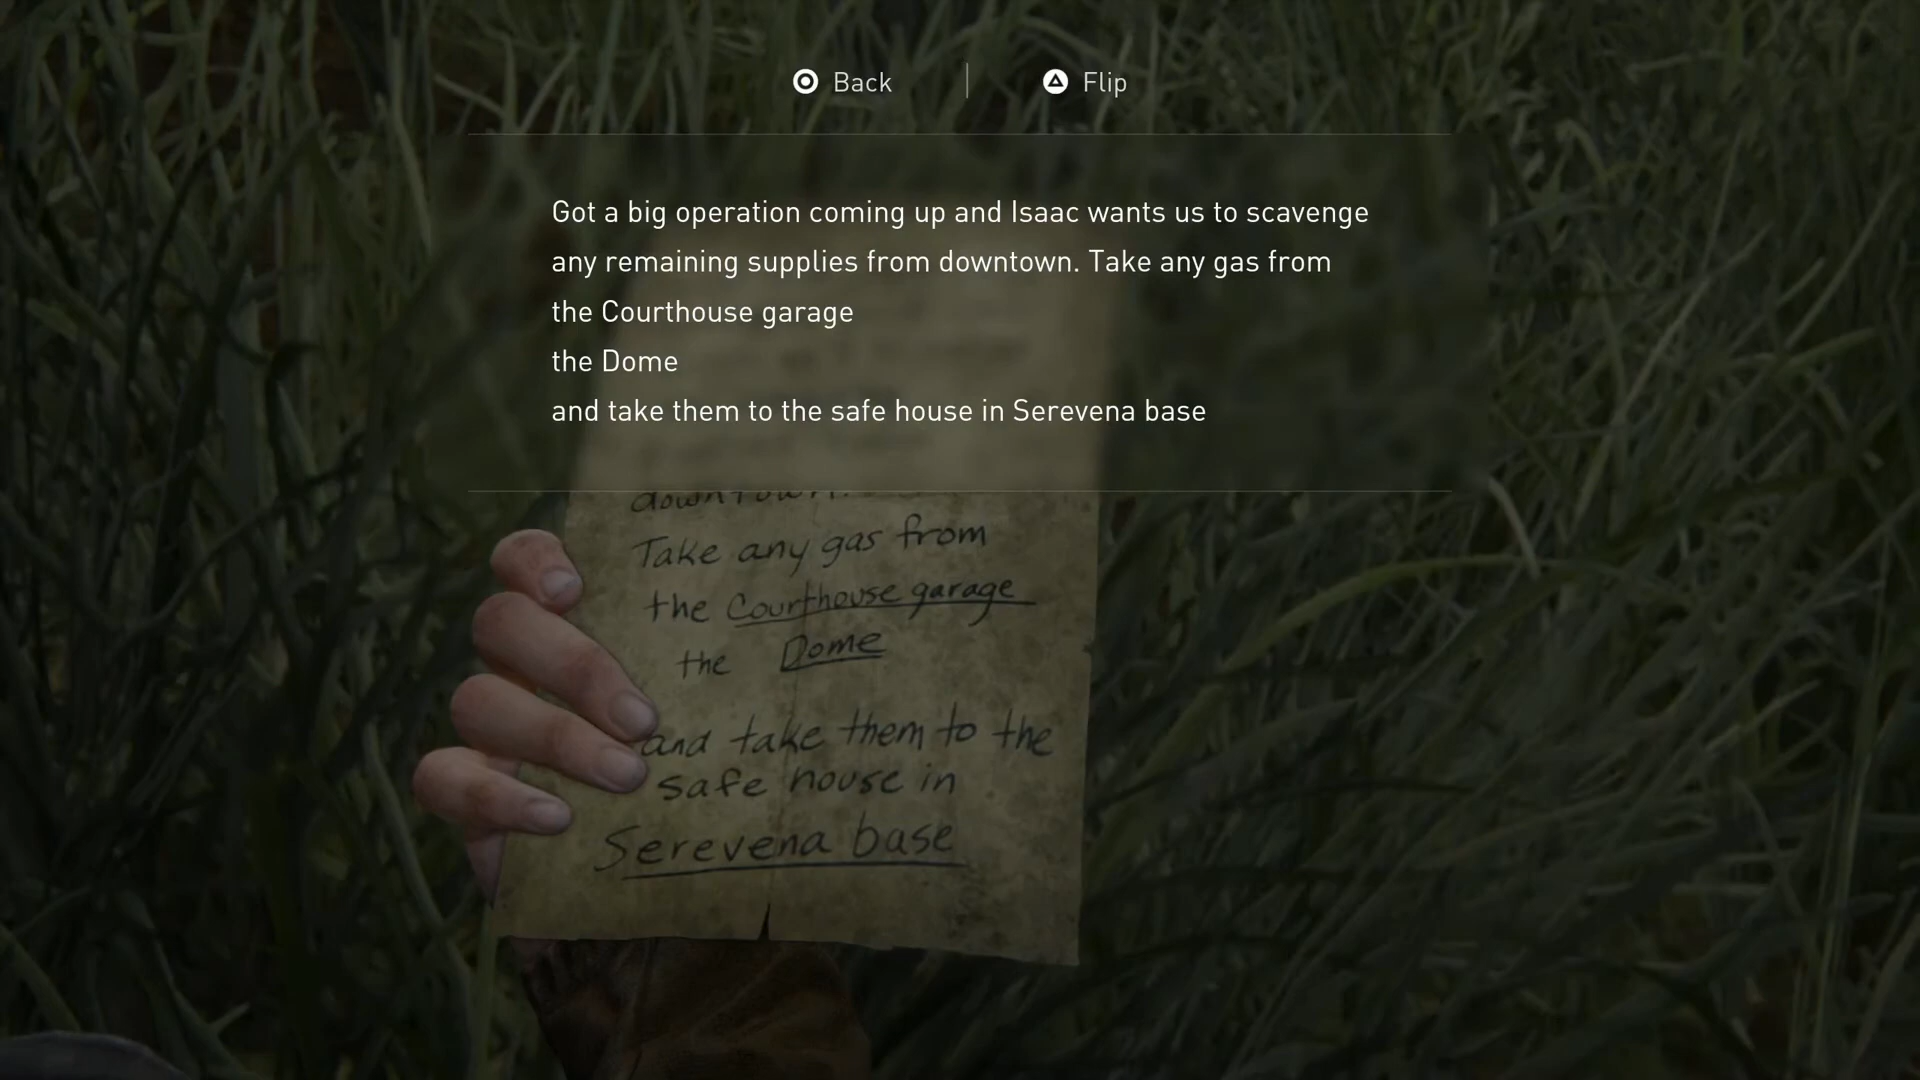 Back
Flip
Got a big operation coming up and Isaac wants us to scavenge
any remaining supplies from downtown. Take any gas from
the Courthouse garage
the Dome
and take them to the safe house in Serevena base
downtown.
Take any gas from
the Courthouse garage
the Dome
and take them to the
safe house in
Serevena base